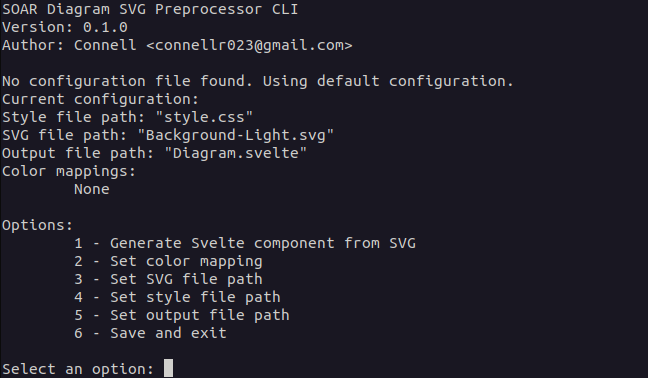 SOAR Diagram SVG Preprocessor CLI
Version: 0.1.0
Author: Connell <connellr023@gmail.com>
No configuration file found. Using default configuration.
Current configuration:
Style file path: "style.css"
SVG file path: "Background-Light.svg"
Output file path: "Diagram.svelte"
Color mappings:
None
Options:
1 - Generate Svelte component from SVG
2 - Set color mapping
3 - Set SVG file path
4 - Set style file path
5 - Set output file path
6 - Save and exit
Select an option: